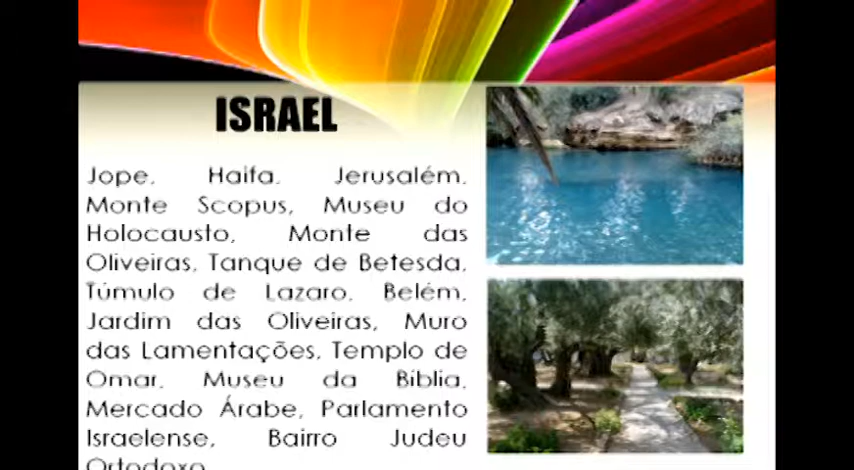 ISRAEL
Jope, Haifa, Jerusalém,
Monte Scopus, Museu do
Holocausto, Monte das
Oliveiras, Tanque de Betesda,
Túmulo de Lazaro, Belém,
Jardim das Oliveiras, Muro
das Lamentações, Templo de
Omar, Museu da Bíblia,
Mercado Árabe, Parlamento
Israelense, Bairro Judeu
Ortodoxo